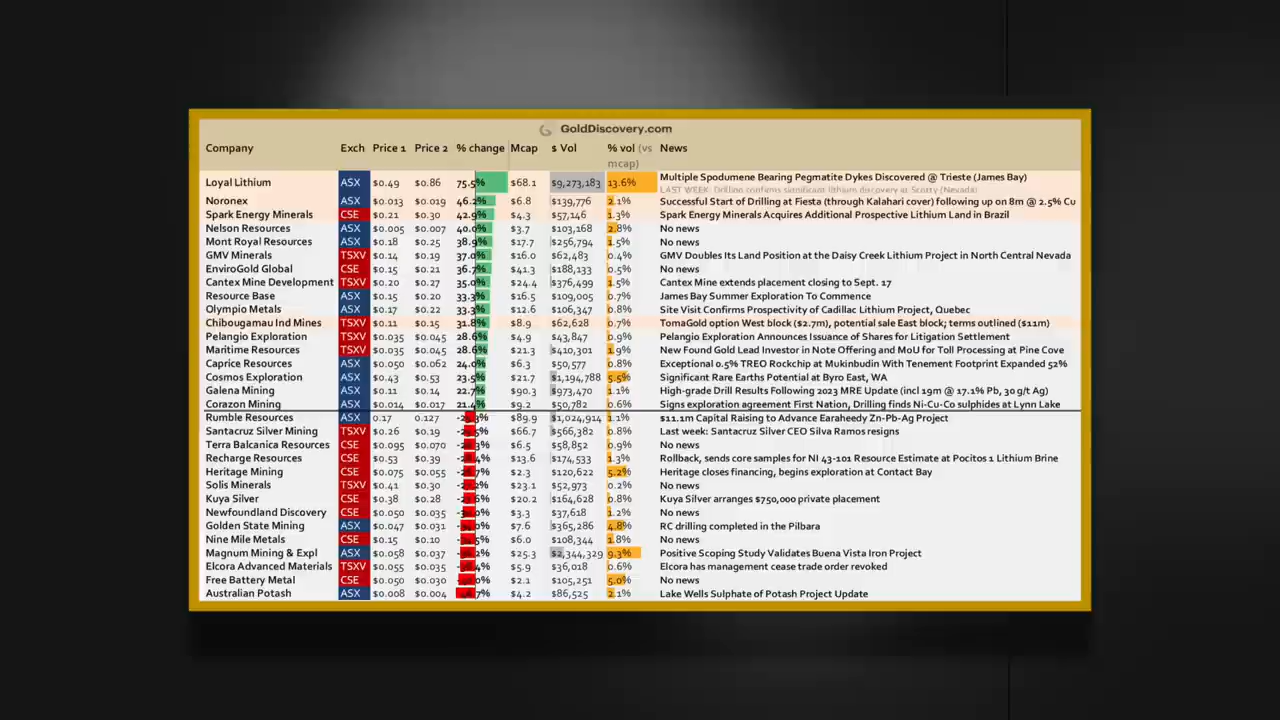 GoldDiscovery.com
Company Exch Price 1 Price 2 % change Mcap $ Vol % vol (vs mcap) News
Loyal Lithium ASX $0.49 $0.86 75.5% $68.1 $9,273,183 13.6% Multiple Spodumene Bearing Pegmatite Dykes Discovered @ Trieste (James Bay)
LAST WEEK: Drilling confirms significant lithium discovery at Scotty (Nevada)
Noronex ASX $0.013 $0.019 46.2% $6.8 $139,776 2.1% Successful Start of Drilling at Fiesta (through Kalahari cover) following up on 8m @ 2.5% Cu
Spark Energy Minerals CSE $0.21 $0.30 42.9% $4.3 $57,146 1.3% Spark Energy Minerals Acquires Additional Prospective Lithium Land in Brazil
Nelson Resources ASX $0.005 $0.007 40.0% $3.7 $103,168 2.8% No news
Mont Royal Resources ASX $0.18 $0.25 38.9% $17.7 $256,794 1.5% No news
GMV Minerals TSXV $0.14 $0.19 37.0% $16.0 $62,483 0.4% GMV Doubles Its Land Position at the Daisy Creek Lithium Project in North Central Nevada
EnviroGold Global CSE $0.15 $0.21 36.7% $41.3 $188,133 0.5% No news
Cantex Mine Development TSXV $0.20 $0.27 35.0% $24.4 $376,499 1.5% Cantex Mine extends placement closing to Sept. 17
Resource Base ASX $0.15 $0.20 33.3% $16.5 $109,005 0.7% James Bay Summer Exploration To Commence
Olympio Metals ASX $0.17 $0.22 33.3% $12.6 $106,347 0.8% Site Visit Confirms Prospectivity of Cadillac Lithium Project, Quebec
Chibougamau Ind Mines TSXV $0.11 $0.15 31.8% $8.9 $62,628 0.7% TomaGold option West block ($2.7m), potential sale East block; terms outlined ($11m)
Pelangio Exploration TSXV $0.035 $0.045 28.6% $4.9 $43,847 0.9% Pelangio Exploration Announces Issuance of Shares for Litigation Settlement
Maritime Resources TSXV $0.035 $0.045 28.6% $21.3 $410,301 1.9% New Found Gold Lead Investor in Note Offering and MoU for Toll Processing at Pine Cove
Caprice Resources ASX $0.050 $0.062 24.0% $6.3 $50,577 0.8% Exceptional 0.5% TREO Rockchip at Mukinbudin With Tenement Footprint Expanded 52%
Cosmos Exploration ASX $0.43 $0.53 23.5% $21.7 $1,194,788 5.5% Significant Rare Earths Potential at Byro East, WA
Galena Mining ASX $0.11 $0.14 22.7% $90.3 $973,470 1.1% High-grade Drill Results Following 2023 MRE Update (incl 19m @ 17.1% Pb, 30 g/t Ag)
Corazon Mining ASX $0.014 $0.017 21.4% $9.2 $50,782 0.6% Signs exploration agreement First Nation, Drilling finds Ni-Cu-Co sulphides at Lynn Lake
Rumble Resources ASX 0.17 0.127 $89.9 $1,024,914 1.1% $11.1m Capital Raising to Advance Earaheedy Zn-Pb-Ag Project
Santacruz Silver Mining TSXV $0.26 $0.19 $66.7 $566,382 0.8% Last week: Santacruz Silver CEO Silva Ramos resigns
Terra Balcanica Resources CSE $0.095 $0.070 $6.5 $58,852 0.9% No news
Recharge Resources CSE $0.53 $0.39 $13.6 $174,533 1.3% Rollback, sends core samples for NI 43-101 Resource Estimate at Pocitos 1 Lithium Brine
Heritage Mining CSE $0.075 $0.055 $2.3 $120,622 5.2% Heritage closes financing, begins exploration at Contact Bay
Solis Minerals TSXV $0.41 $0.30 $23.1 $52,973 0.2% No news
Kuya Silver CSE $0.38 $0.28 $20.2 $164,628 0.8% Kuya Silver arranges $750,000 private placement
Newfoundland Discovery CSE $0.050 $0.035 $3.3 $37,618 1.2% No news
Golden State Mining ASX $0.047 $0.031 $7.6 $365,286 4.8% RC drilling completed in the Pilbara
Nine Mile Metals CSE $0.15 $0.10 $6.0 $108,344 1.8% No news
Magnum Mining & Expl ASX $0.058 $0.037 $25.3 $2,344,329 9.3% Positive Scoping Study Validates Buena Vista Iron Project
Elcora Advanced Materials TSXV $0.055 $0.035 $5.9 $36,018 0.6% Elcora has management cease trade order revoked
Free Battery Metal CSE $0.050 $0.030 $2.1 $105,251 5.0% No news
Australian Potash ASX $0.008 $0.004 $4.2 $86,525 2.1% Lake Wells Sulphate of Potash Project Update